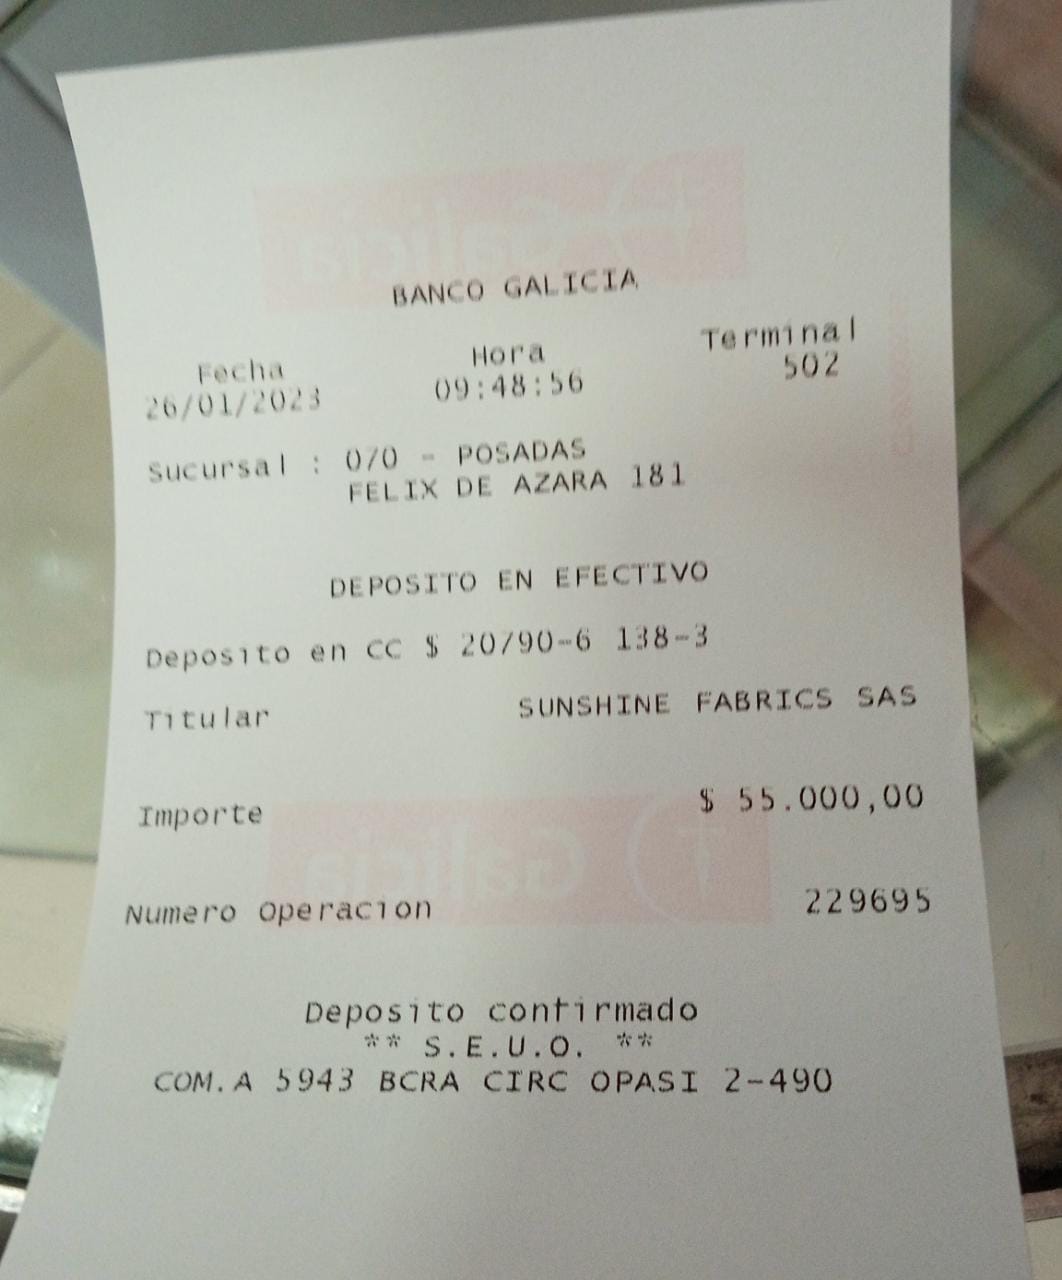 BANCO GALICIA
Fecha Hora Terminal
26/01/2023 09:48:56 502
Sucursal : 070 - POSADAS
FELIX DE AZARA 181
DEPOSITO EN EFECTIVO
Deposito en CC $ 20790-6 138-3
Titular SUNSHINE FABRICS SAS
Importe $ 55.000,00
Numero Operacion 229695
Deposito confirmado
** S.E.U.O. **
COM.A 5943 BCRA CIRC OPASI 2-490
Galicia
Galicia